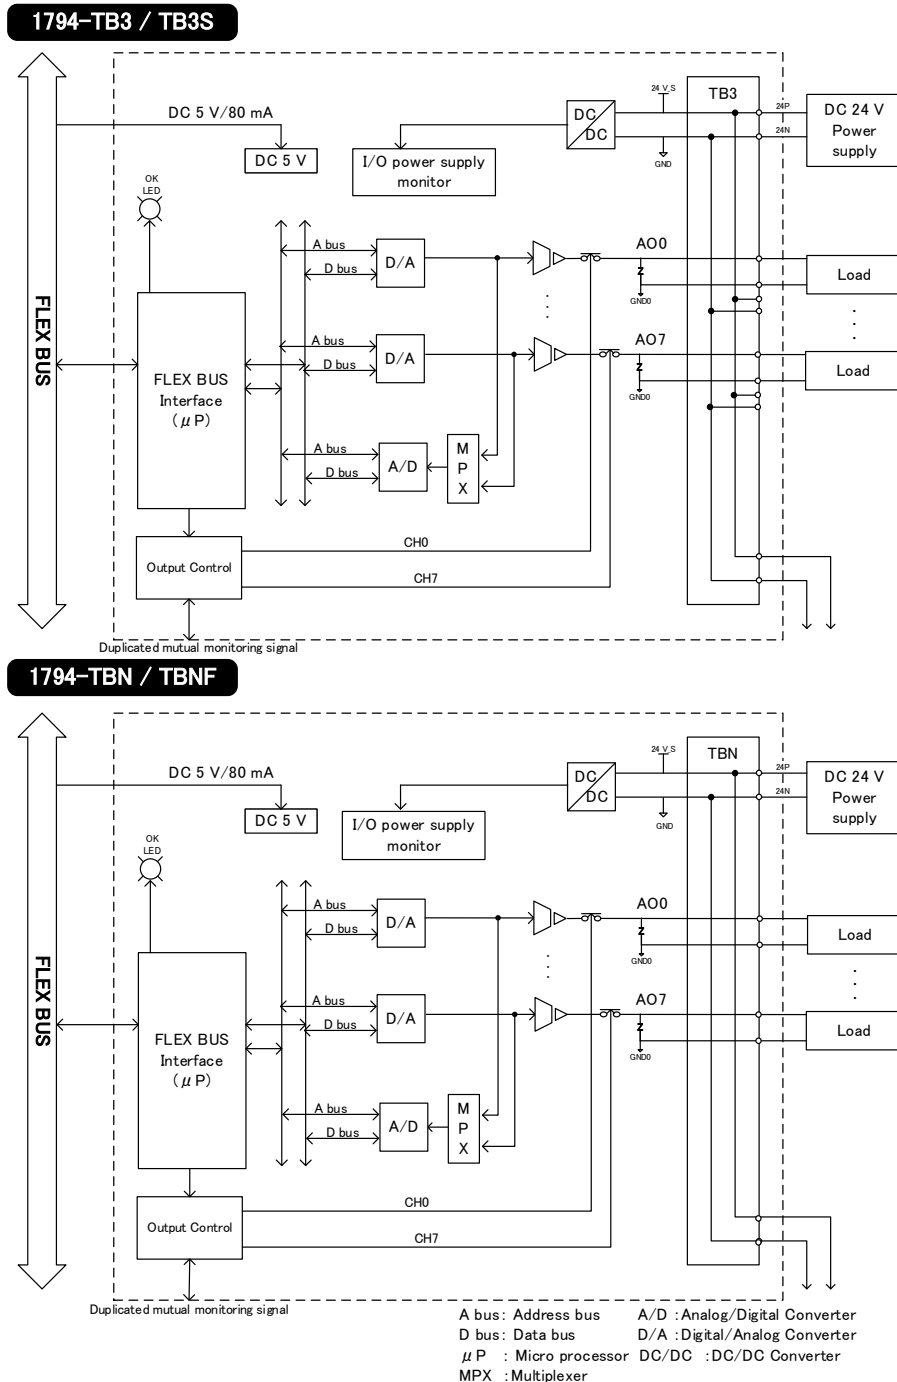 1794-TB3 / TB3S
FLEX BUS
DC 5 V/80 mA
DC 5 V
OK
LED
I/O power supply
monitor
DC
DC
24 V_S
GND
TB3
24P
24N
DC 24 V
Power
supply
FLEX BUS
Interface
(μP)
A bus
D bus
D/A
AO0
GND0
Load
A bus
D bus
D/A
AO7
GND0
Load
A bus
D bus
A/D
M
P
X
Output Control
CH0
CH7
Duplicated mutual monitoring signal
1794-TBN / TBNF
FLEX BUS
DC 5 V/80 mA
DC 5 V
OK
LED
I/O power supply
monitor
DC
DC
24 V_S
GND
TBN
24P
24N
DC 24 V
Power
supply
FLEX BUS
Interface
(μP)
A bus
D bus
D/A
AO0
GND0
Load
A bus
D bus
D/A
AO7
GND0
Load
A bus
D bus
A/D
M
P
X
Output Control
CH0
CH7
Duplicated mutual monitoring signal
A bus: Address bus A/D :Analog/Digital Converter
D bus: Data bus D/A :Digital/Analog Converter
μP : Micro processor DC/DC :DC/DC Converter
MPX :Multiplexer